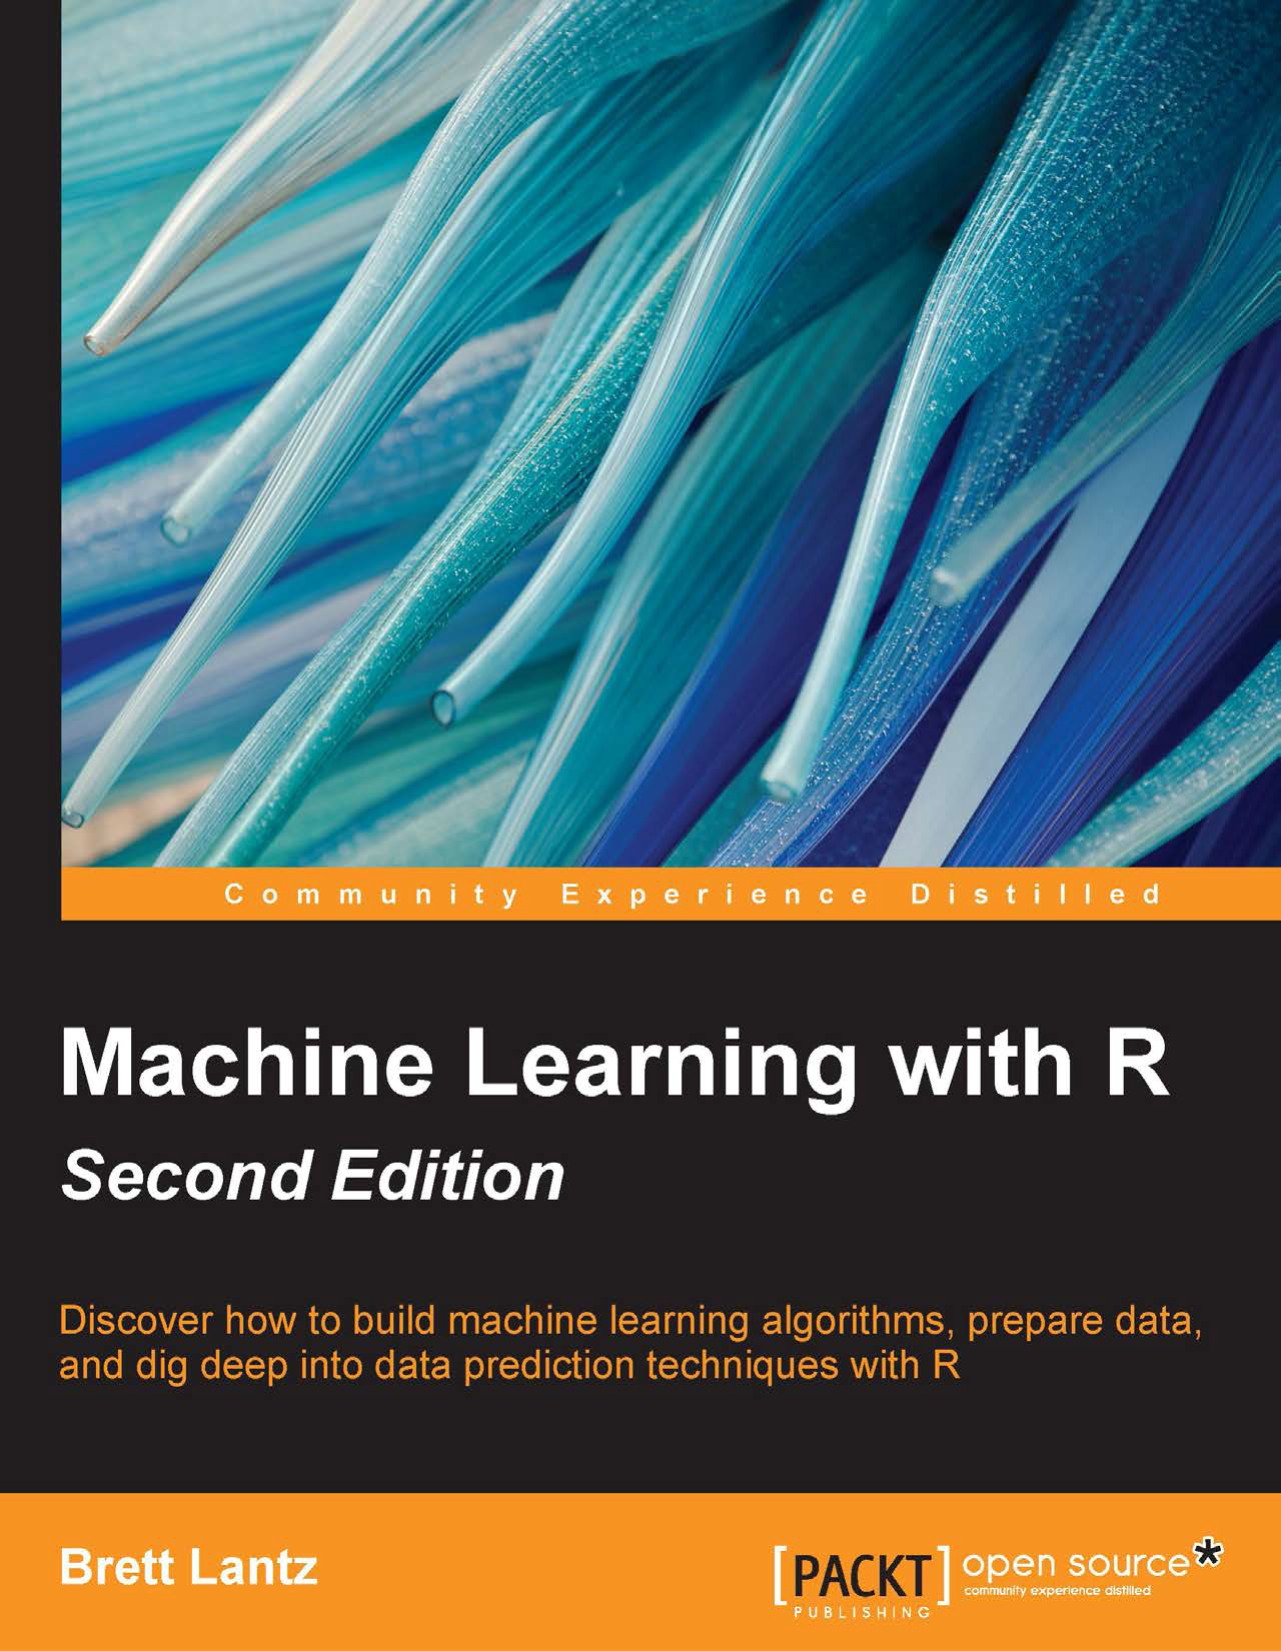 Community Experience Distilled
Machine Learning with R
Second Edition
Discover how to build machine learning algorithms, prepare data,
and dig deep into data prediction techniques with R
Brett Lantz
[PACKT]
PUBLISHING
open source*
community experience distilled